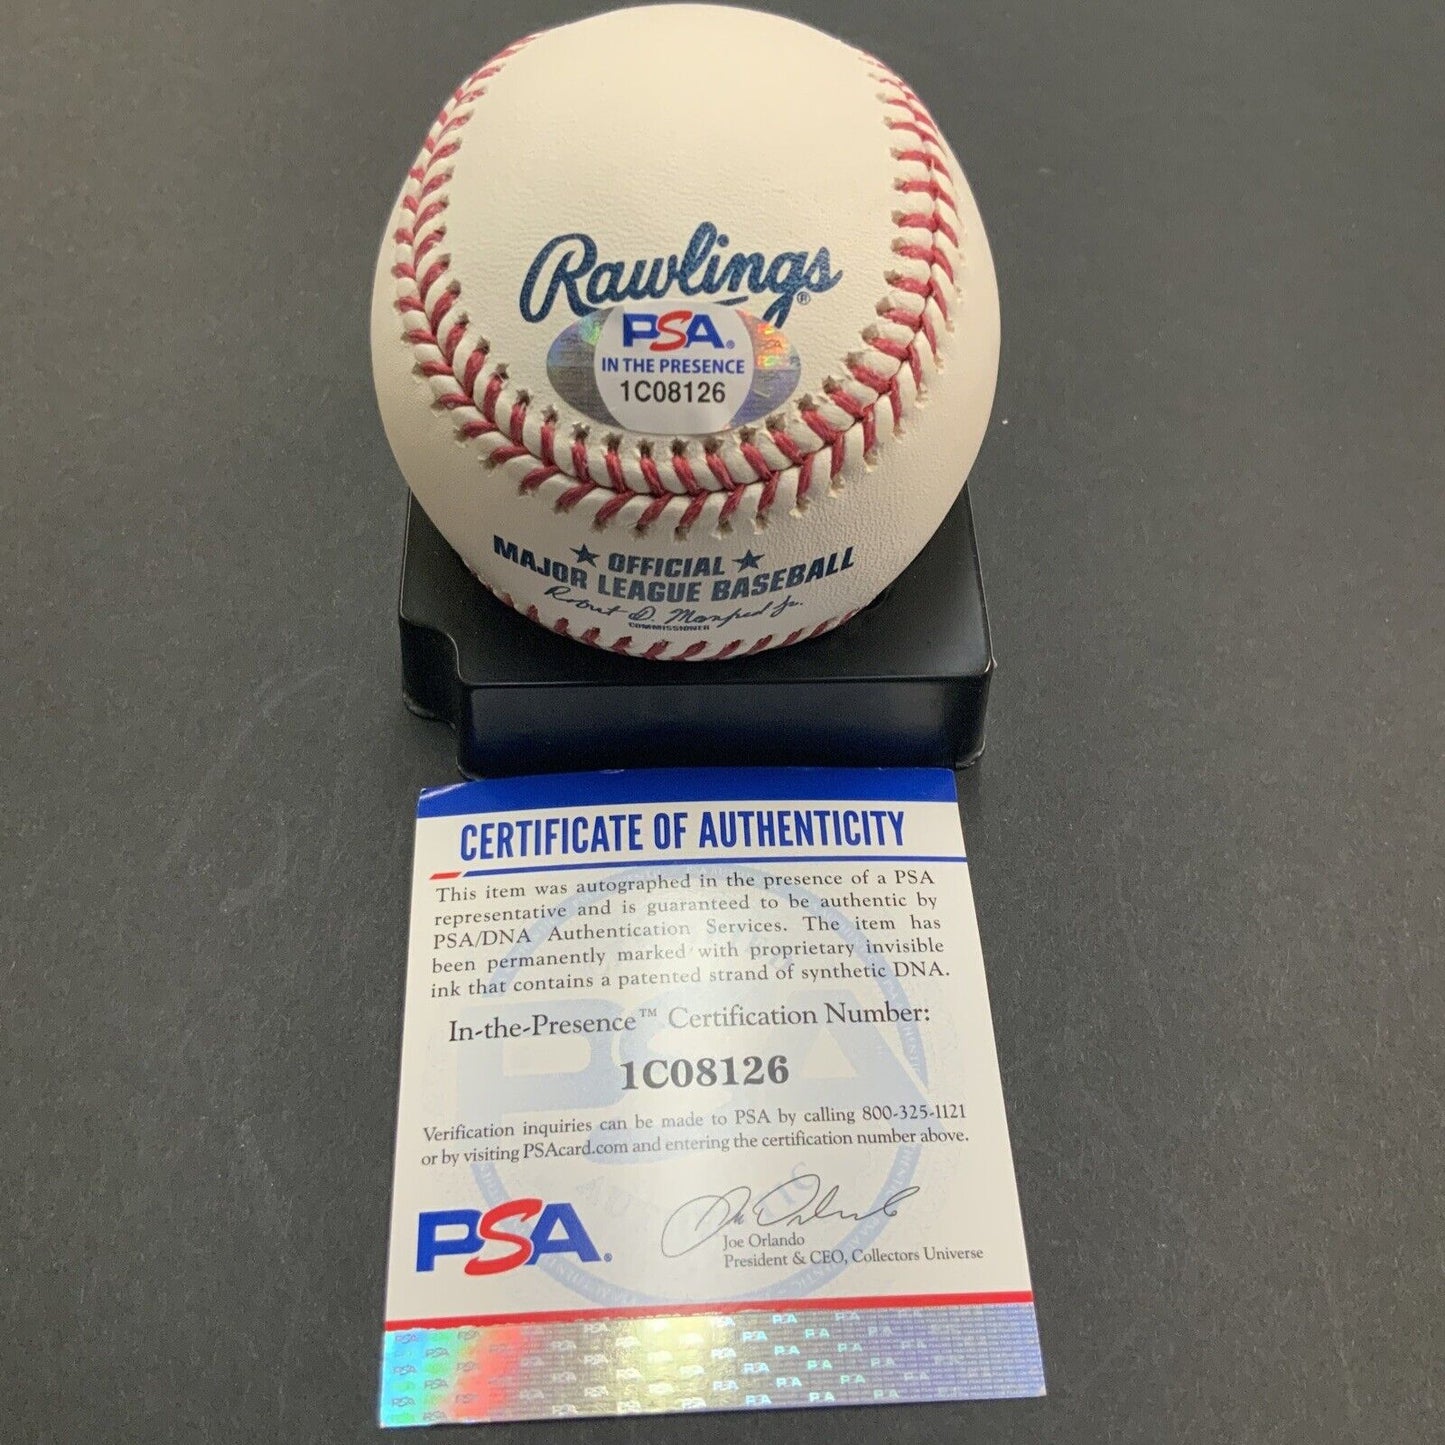 Rawlings®
PSA®
IN THE PRESENCE
1C08126
★ OFFICIAL ★
MAJOR LEAGUE BASEBALL
Robert D. Manfred Jr.
COMMISSIONER
CERTIFICATE OF AUTHENTICITY
This item was autographed in the presence of a PSA
representative and is guaranteed to be authentic by
PSA/DNA Authentication Services. The item has
been permanently marked with proprietary invisible
ink that contains a patented strand of synthetic DNA.
In-the-Presence™ Certification Number:
1C08126
Verification inquiries can be made to PSA by calling 800-325-1121
or by visiting PSAcard.com and entering the certification number above.
PSA®
Joe Orlando
President & CEO, Collectors Universe